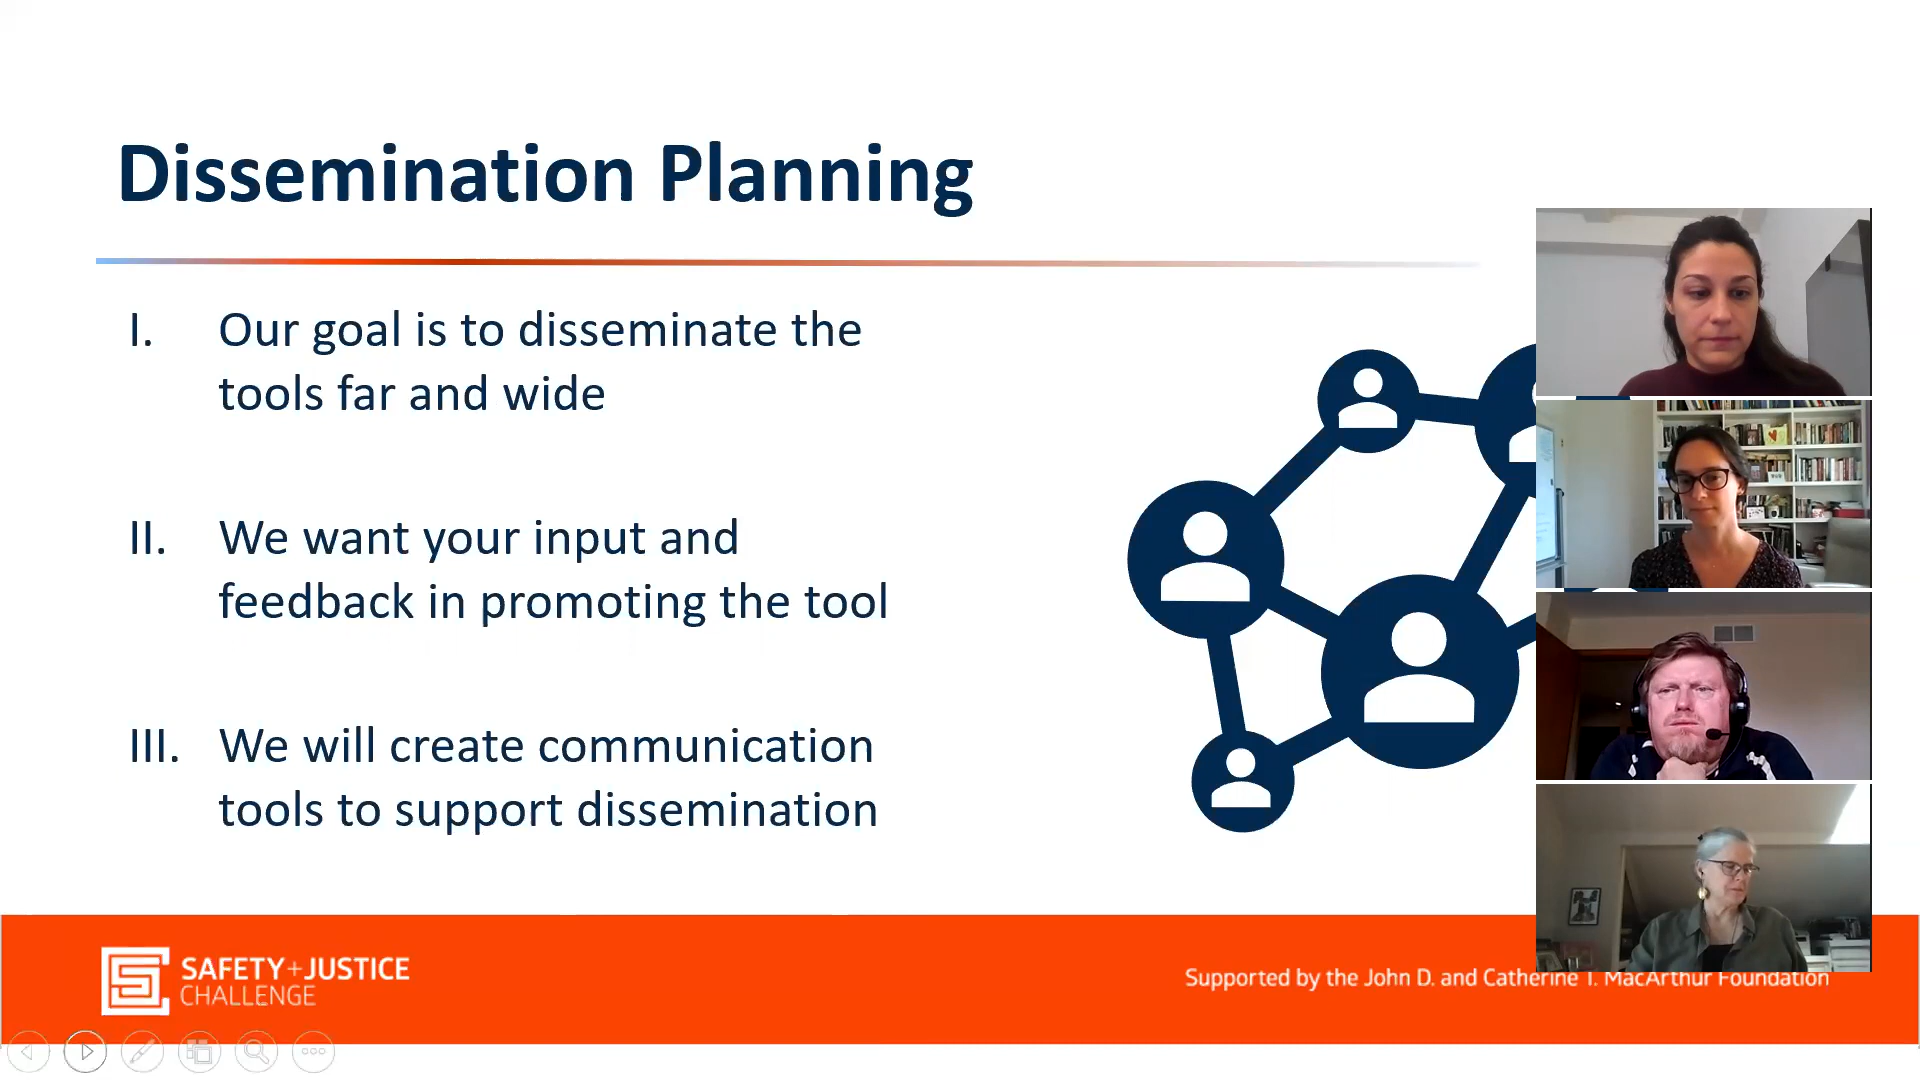 Dissemination Planning
I. Our goal is to disseminate the
tools far and wide
II. We want your input and
feedback in promoting the tool
III. We will create communication
tools to support dissemination
SAFETY+JUSTICE
CHALLENGE
Supported by the John D. and Catherine T. MacArthur Foundation